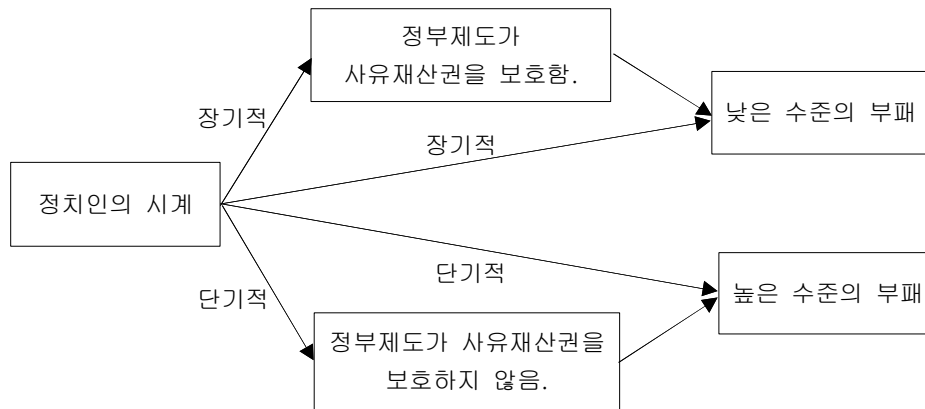 정부제도가
사유재산권을 보호함.
장기적
낮은 수준의 부패
장기적
정치인의 시계
단기적
높은 수준의 부패
단기적
정부제도가 사유재산권을
보호하지 않음.